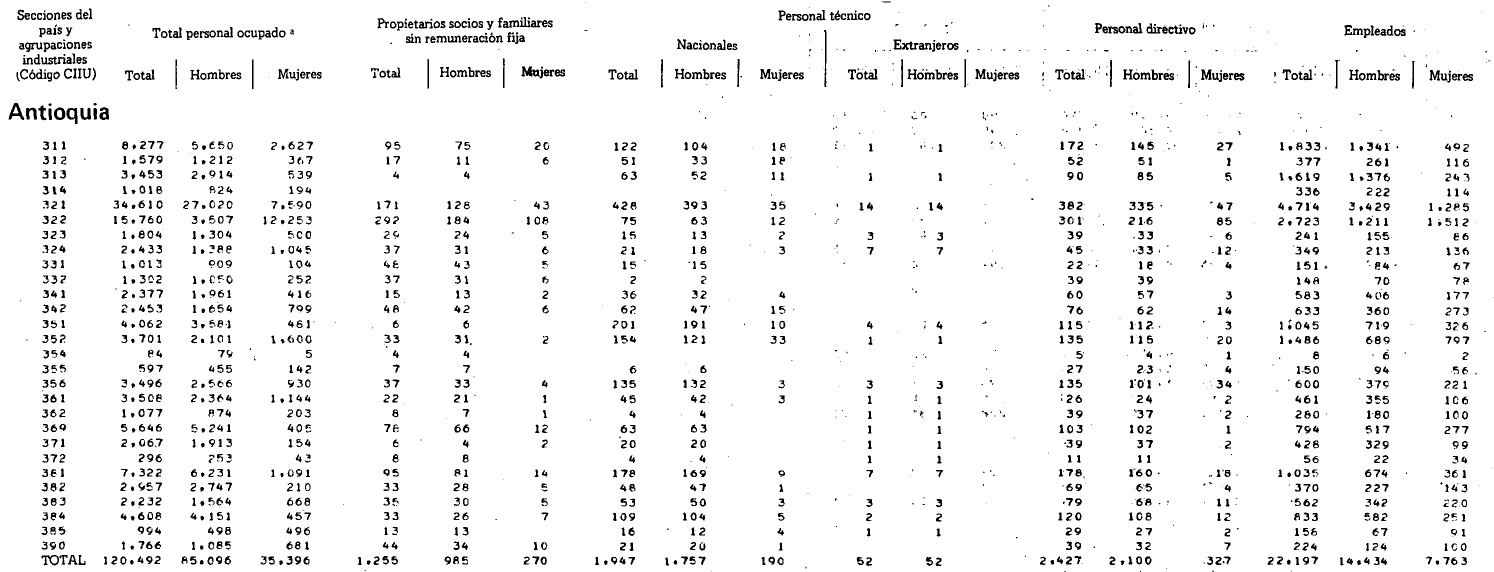 Secciones del país y agrupaciones industriales (Código CIIU) Total personal ocupado a Propietarios socios y familiares sin remuneración fija Personal técnico Personal directivo Empleados
Nacionales Extranjeros
Total Hombres Mujeres Total Hombres Mujeres Total Hombres Mujeres Total Hombres Mujeres Total Hombres Mujeres Total Hombres Mujeres
Antioquia
311 8.277 5.650 2.627 95 75 20 122 104 18 1 1 172 145 27 1.833 1.341 492
312 1.579 1.212 367 17 11 6 51 33 18 52 51 1 377 261 116
313 3.453 2.914 539 4 4 63 52 11 1 1 90 85 5 1.619 1.376 243
314 1.018 824 194 336 222 114
321 34.610 27.020 7.590 171 128 43 428 393 35 14 14 382 335 47 4.714 3.429 1.285
322 15.760 3.507 12.253 292 184 108 75 63 12 301 216 85 2.723 1.211 1.512
323 1.804 1.304 500 29 24 5 15 13 2 3 3 39 33 6 241 155 86
324 2.433 1.388 1.045 37 31 6 21 18 3 7 7 45 33 12 349 213 136
331 1.013 909 104 48 43 5 15 15 22 18 4 151 84 67
332 1.302 1.050 252 37 31 6 2 2 39 39 148 70 78
341 2.377 1.961 416 15 13 2 36 32 4 60 57 3 583 406 177
342 2.453 1.654 799 48 42 6 62 47 15 76 62 14 633 360 273
351 4.062 3.581 481 6 6 201 191 10 4 4 115 112 3 1.045 719 326
352 3.701 2.101 1.600 33 31 2 154 121 33 1 1 135 115 20 1.486 689 797
354 84 79 5 4 4 5 4 1 8 6 2
355 597 455 142 7 7 6 6 27 23 4 150 94 56
356 3.496 2.566 930 37 33 4 135 132 3 3 3 135 101 34 600 379 221
361 3.508 2.364 1.144 22 21 1 45 42 3 1 1 26 24 2 461 355 106
362 1.077 874 203 8 7 1 4 4 1 1 39 37 2 280 180 100
369 5.646 5.241 405 78 66 12 63 63 1 1 103 102 1 794 517 277
371 2.067 1.913 154 6 4 2 20 20 1 1 39 37 2 428 329 99
372 296 253 43 8 8 4 4 1 1 11 11 56 22 34
381 7.322 6.231 1.091 95 81 14 178 169 9 7 7 178 160 18 1.035 674 361
382 2.957 2.747 210 33 28 5 48 47 1 69 65 4 370 227 143
383 2.232 1.564 668 35 30 5 53 50 3 3 3 79 68 11 562 342 220
384 4.608 4.151 457 33 26 7 109 104 5 2 2 120 108 12 833 582 251
385 994 498 496 13 13 16 12 4 1 1 29 27 2 158 67 91
390 1.766 1.085 681 44 34 10 21 20 1 39 32 7 224 124 100
TOTAL 120.492 85.096 35.396 1.255 985 270 1.947 1.757 190 52 52 2.427 2.100 327 22.197 14.434 7.763